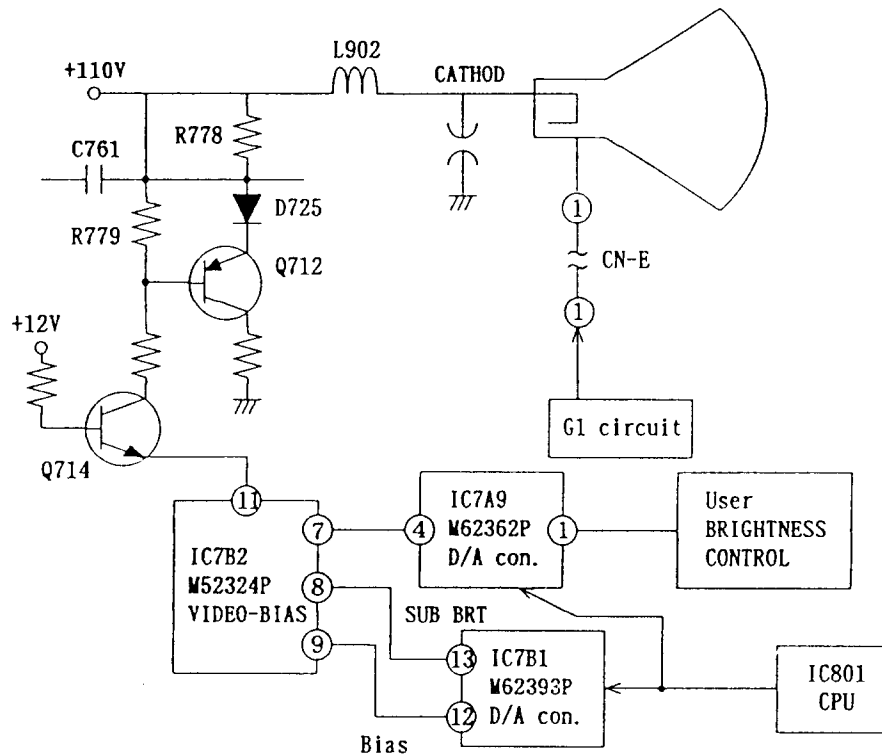 L902
+110V
CATHOD
R778
C761
D725
R779
Q712
1
CN-E
+12V
1
G1 circuit
Q714
11
IC7A9
M62362P
D/A con.
User
BRIGHTNESS
CONTROL
7
4
1
IC7B2
M52324P
VIDEO-BIAS
8
SUB BRT
9
13
IC7B1
M62393P
D/A con.
12
IC801
CPU
Bias